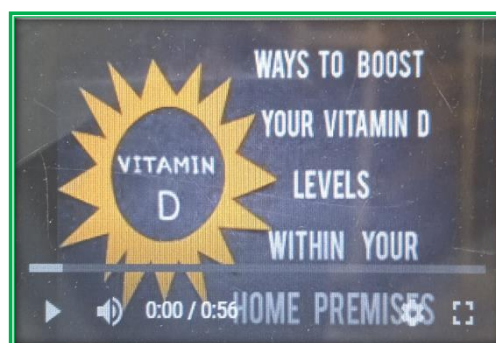 WAYS TO BOOST
YOUR VITAMIN D
LEVELS
WITHIN YOUR
HOME PREMISES
VITAMIN
D
0:00 / 0:56